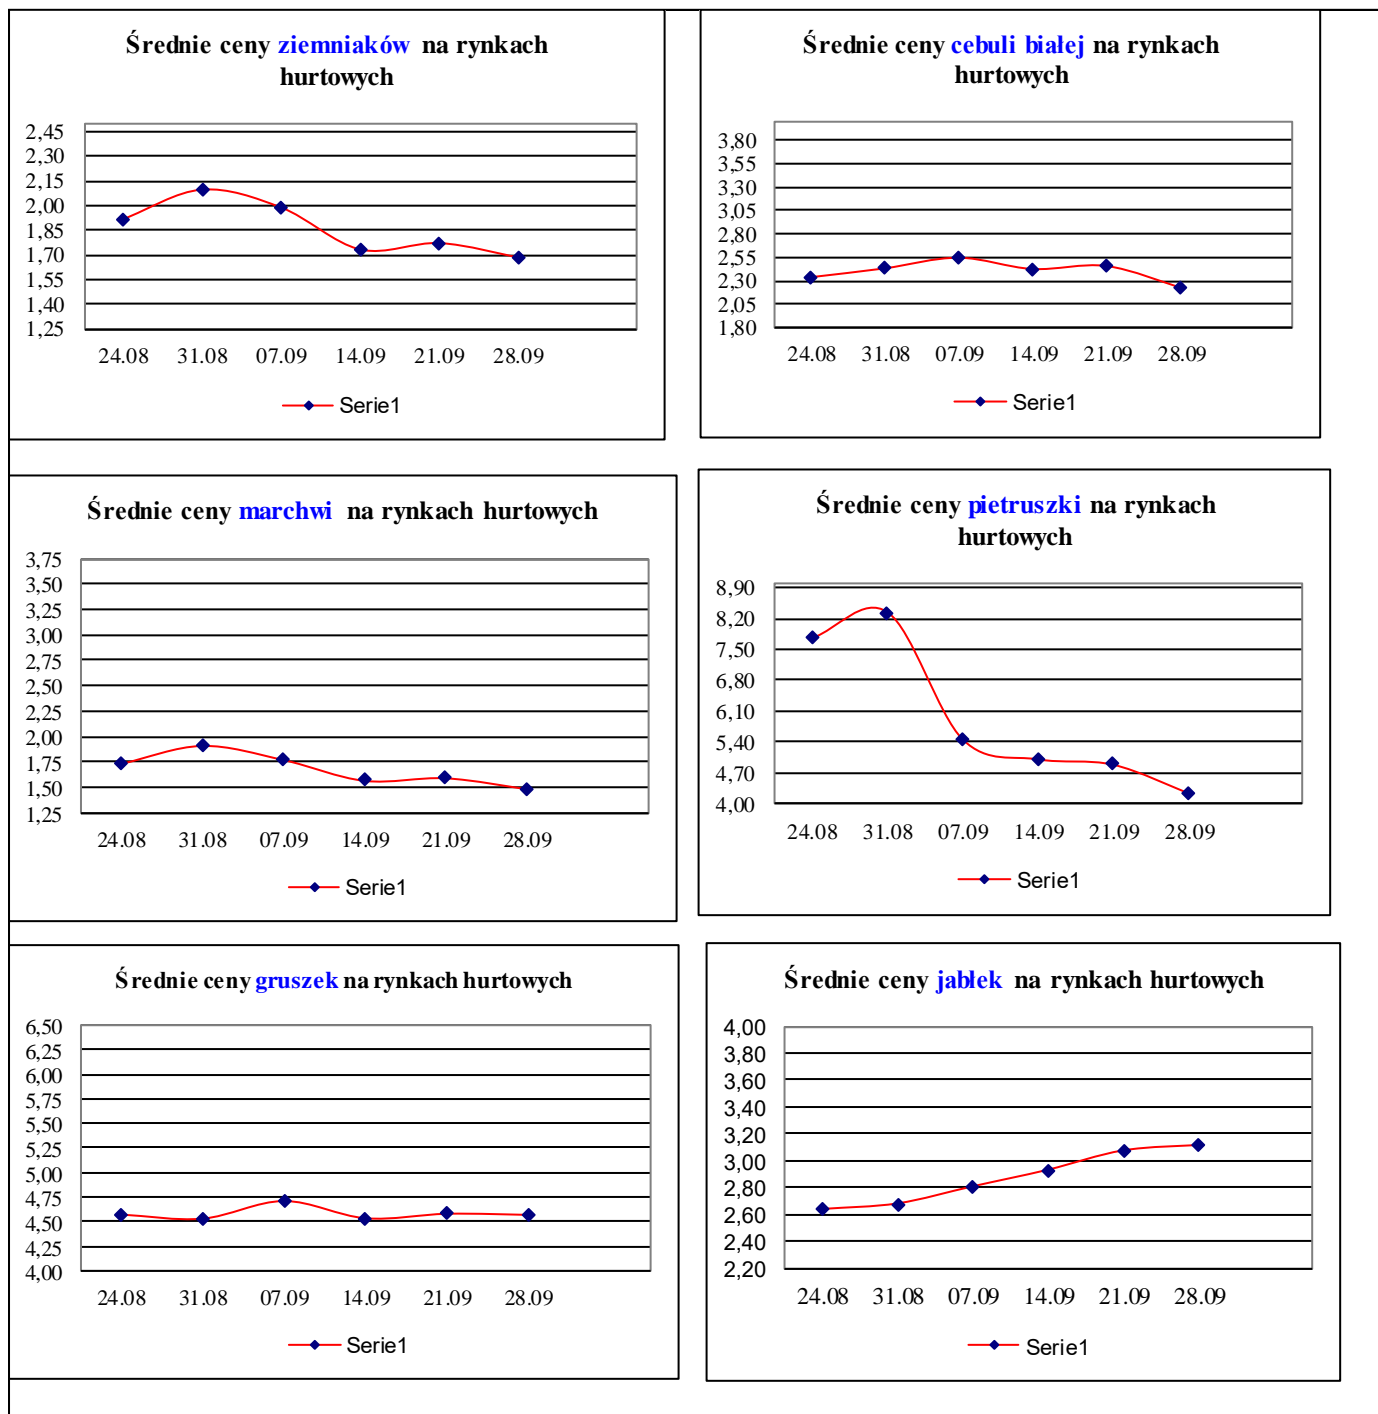 Średnie ceny ziemniaków na rynkach
hurtowych
2,45
2,30
2,15
2,00
1,85
1,70
1,55
1,40
1,25
24.08 31.08 07.09 14.09 21.09 28.09
Serie1
Średnie ceny cebuli białej na rynkach
hurtowych
3,80
3,55
3,30
3,05
2,80
2,55
2,30
2,05
1,80
24.08 31.08 07.09 14.09 21.09 28.09
Serie1
Średnie ceny marchwi na rynkach hurtowych
3,75
3,50
3,25
3,00
2,75
2,50
2,25
2,00
1,75
1,50
1,25
24.08 31.08 07.09 14.09 21.09 28.09
Serie1
Średnie ceny pietruszki na rynkach
hurtowych
8,90
8,20
7,50
6,80
6,10
5,40
4,70
4,00
24.08 31.08 07.09 14.09 21.09 28.09
Serie1
Średnie ceny gruszek na rynkach hurtowych
6,50
6,25
6,00
5,75
5,50
5,25
5,00
4,75
4,50
4,25
4,00
24.08 31.08 07.09 14.09 21.09 28.09
Serie1
Średnie ceny jabłek na rynkach hurtowych
4,00
3,80
3,60
3,40
3,20
3,00
2,80
2,60
2,40
2,20
24.08 31.08 07.09 14.09 21.09 28.09
Serie1